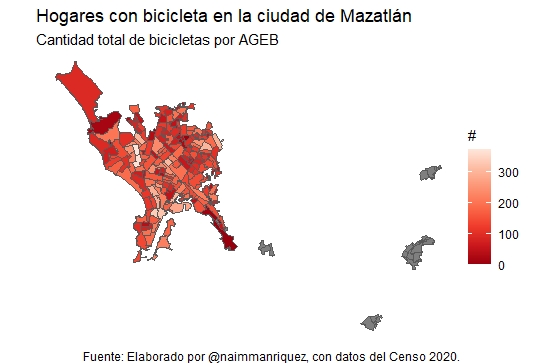 Hogares con bicicleta en la ciudad de Mazatlán
Cantidad total de bicicletas por AGEB
#
300
200
100
0
Fuente: Elaborado por @naimmanriquez, con datos del Censo 2020.